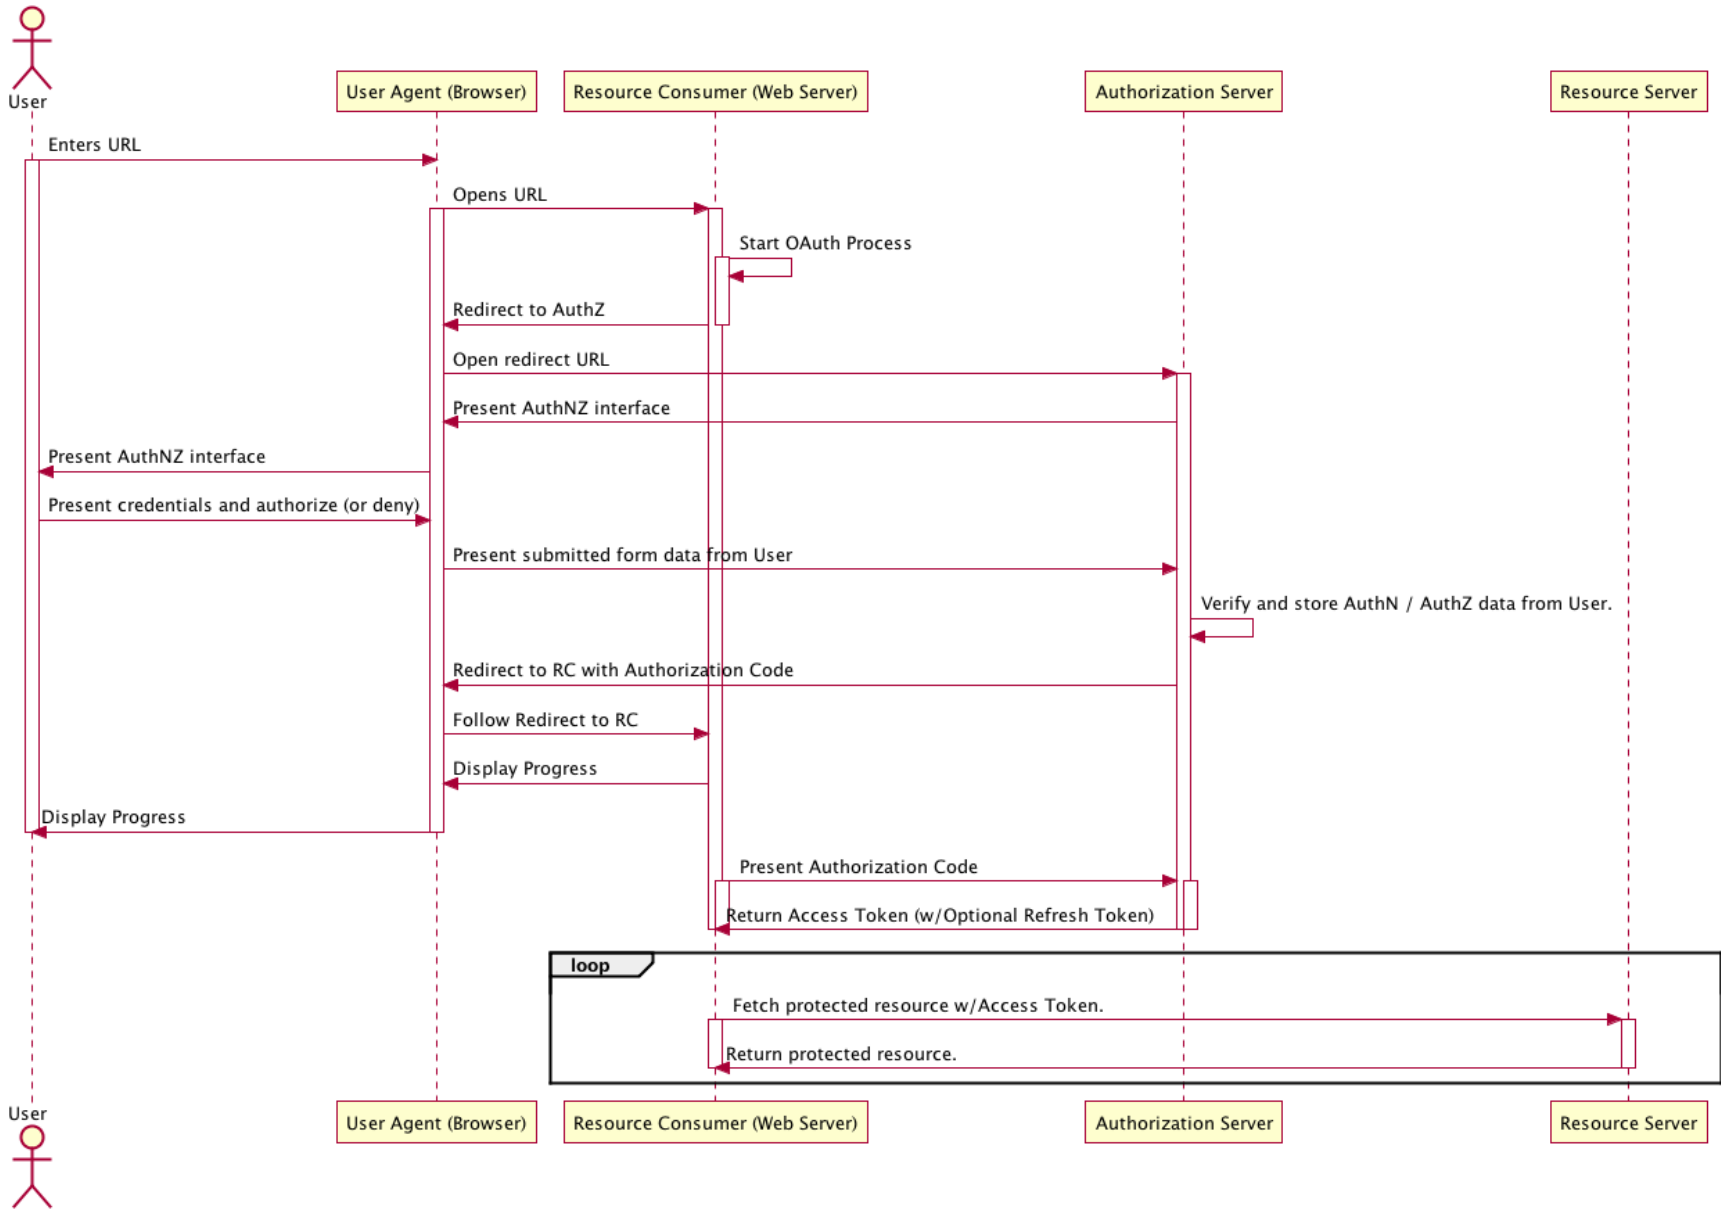 User
User Agent (Browser)
Resource Consumer (Web Server)
Authorization Server
Resource Server
Enters URL
Opens URL
Start OAuth Process
Redirect to AuthZ
Open redirect URL
Present AuthNZ interface
Present AuthNZ interface
Present credentials and authorize (or deny)
Present submitted form data from User
Verify and store AuthN / AuthZ data from User.
Redirect to RC with Authorization Code
Follow Redirect to RC
Display Progress
Display Progress
Present Authorization Code
Return Access Token (w/Optional Refresh Token)
loop
Fetch protected resource w/Access Token.
Return protected resource.
User
User Agent (Browser)
Resource Consumer (Web Server)
Authorization Server
Resource Server